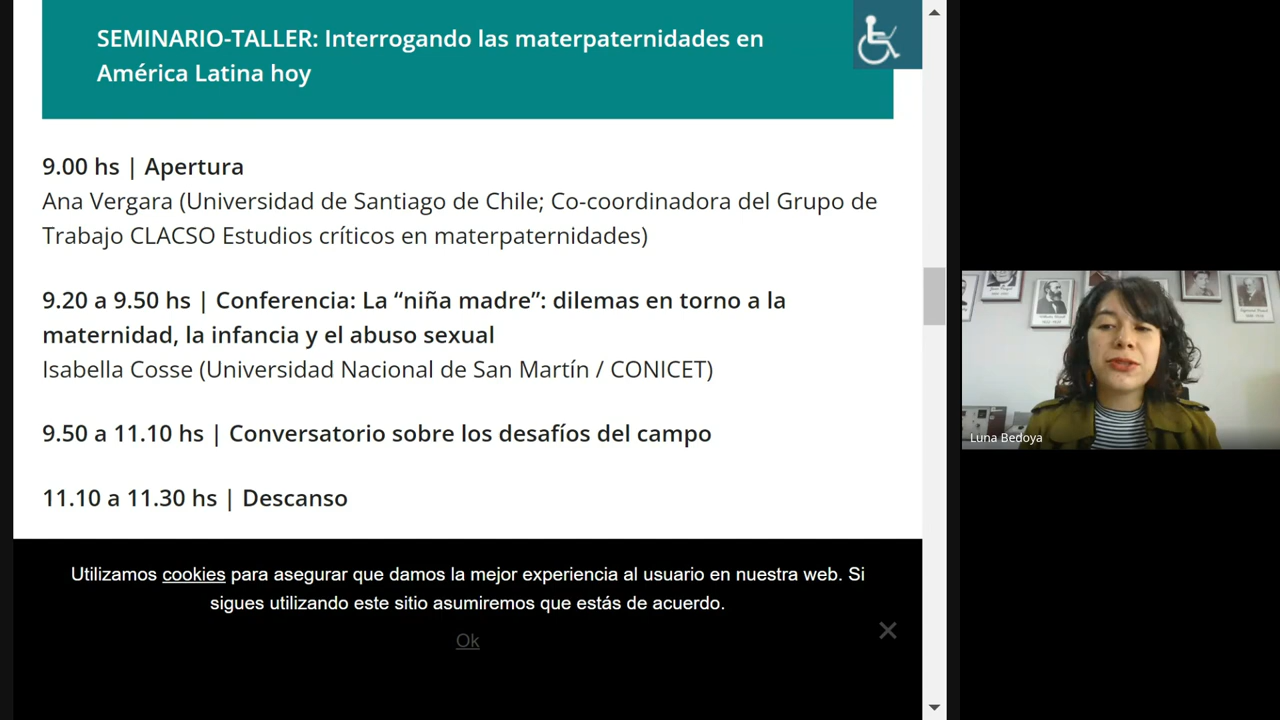 SEMINARIO-TALLER: Interrogando las materpaternidades en
América Latina hoy
9.00 hs | Apertura
Ana Vergara (Universidad de Santiago de Chile; Co-coordinadora del Grupo de
Trabajo CLACSO Estudios críticos en materpaternidades)
9.20 a 9.50 hs | Conferencia: La “niña madre”: dilemas en torno a la
maternidad, la infancia y el abuso sexual
Isabella Cosse (Universidad Nacional de San Martín / CONICET)
9.50 a 11.10 hs | Conversatorio sobre los desafíos del campo
11.10 a 11.30 hs | Descanso
Utilizamos cookies para asegurar que damos la mejor experiencia al usuario en nuestra web. Si
sigues utilizando este sitio asumiremos que estás de acuerdo.
Ok
Luna Bedoya